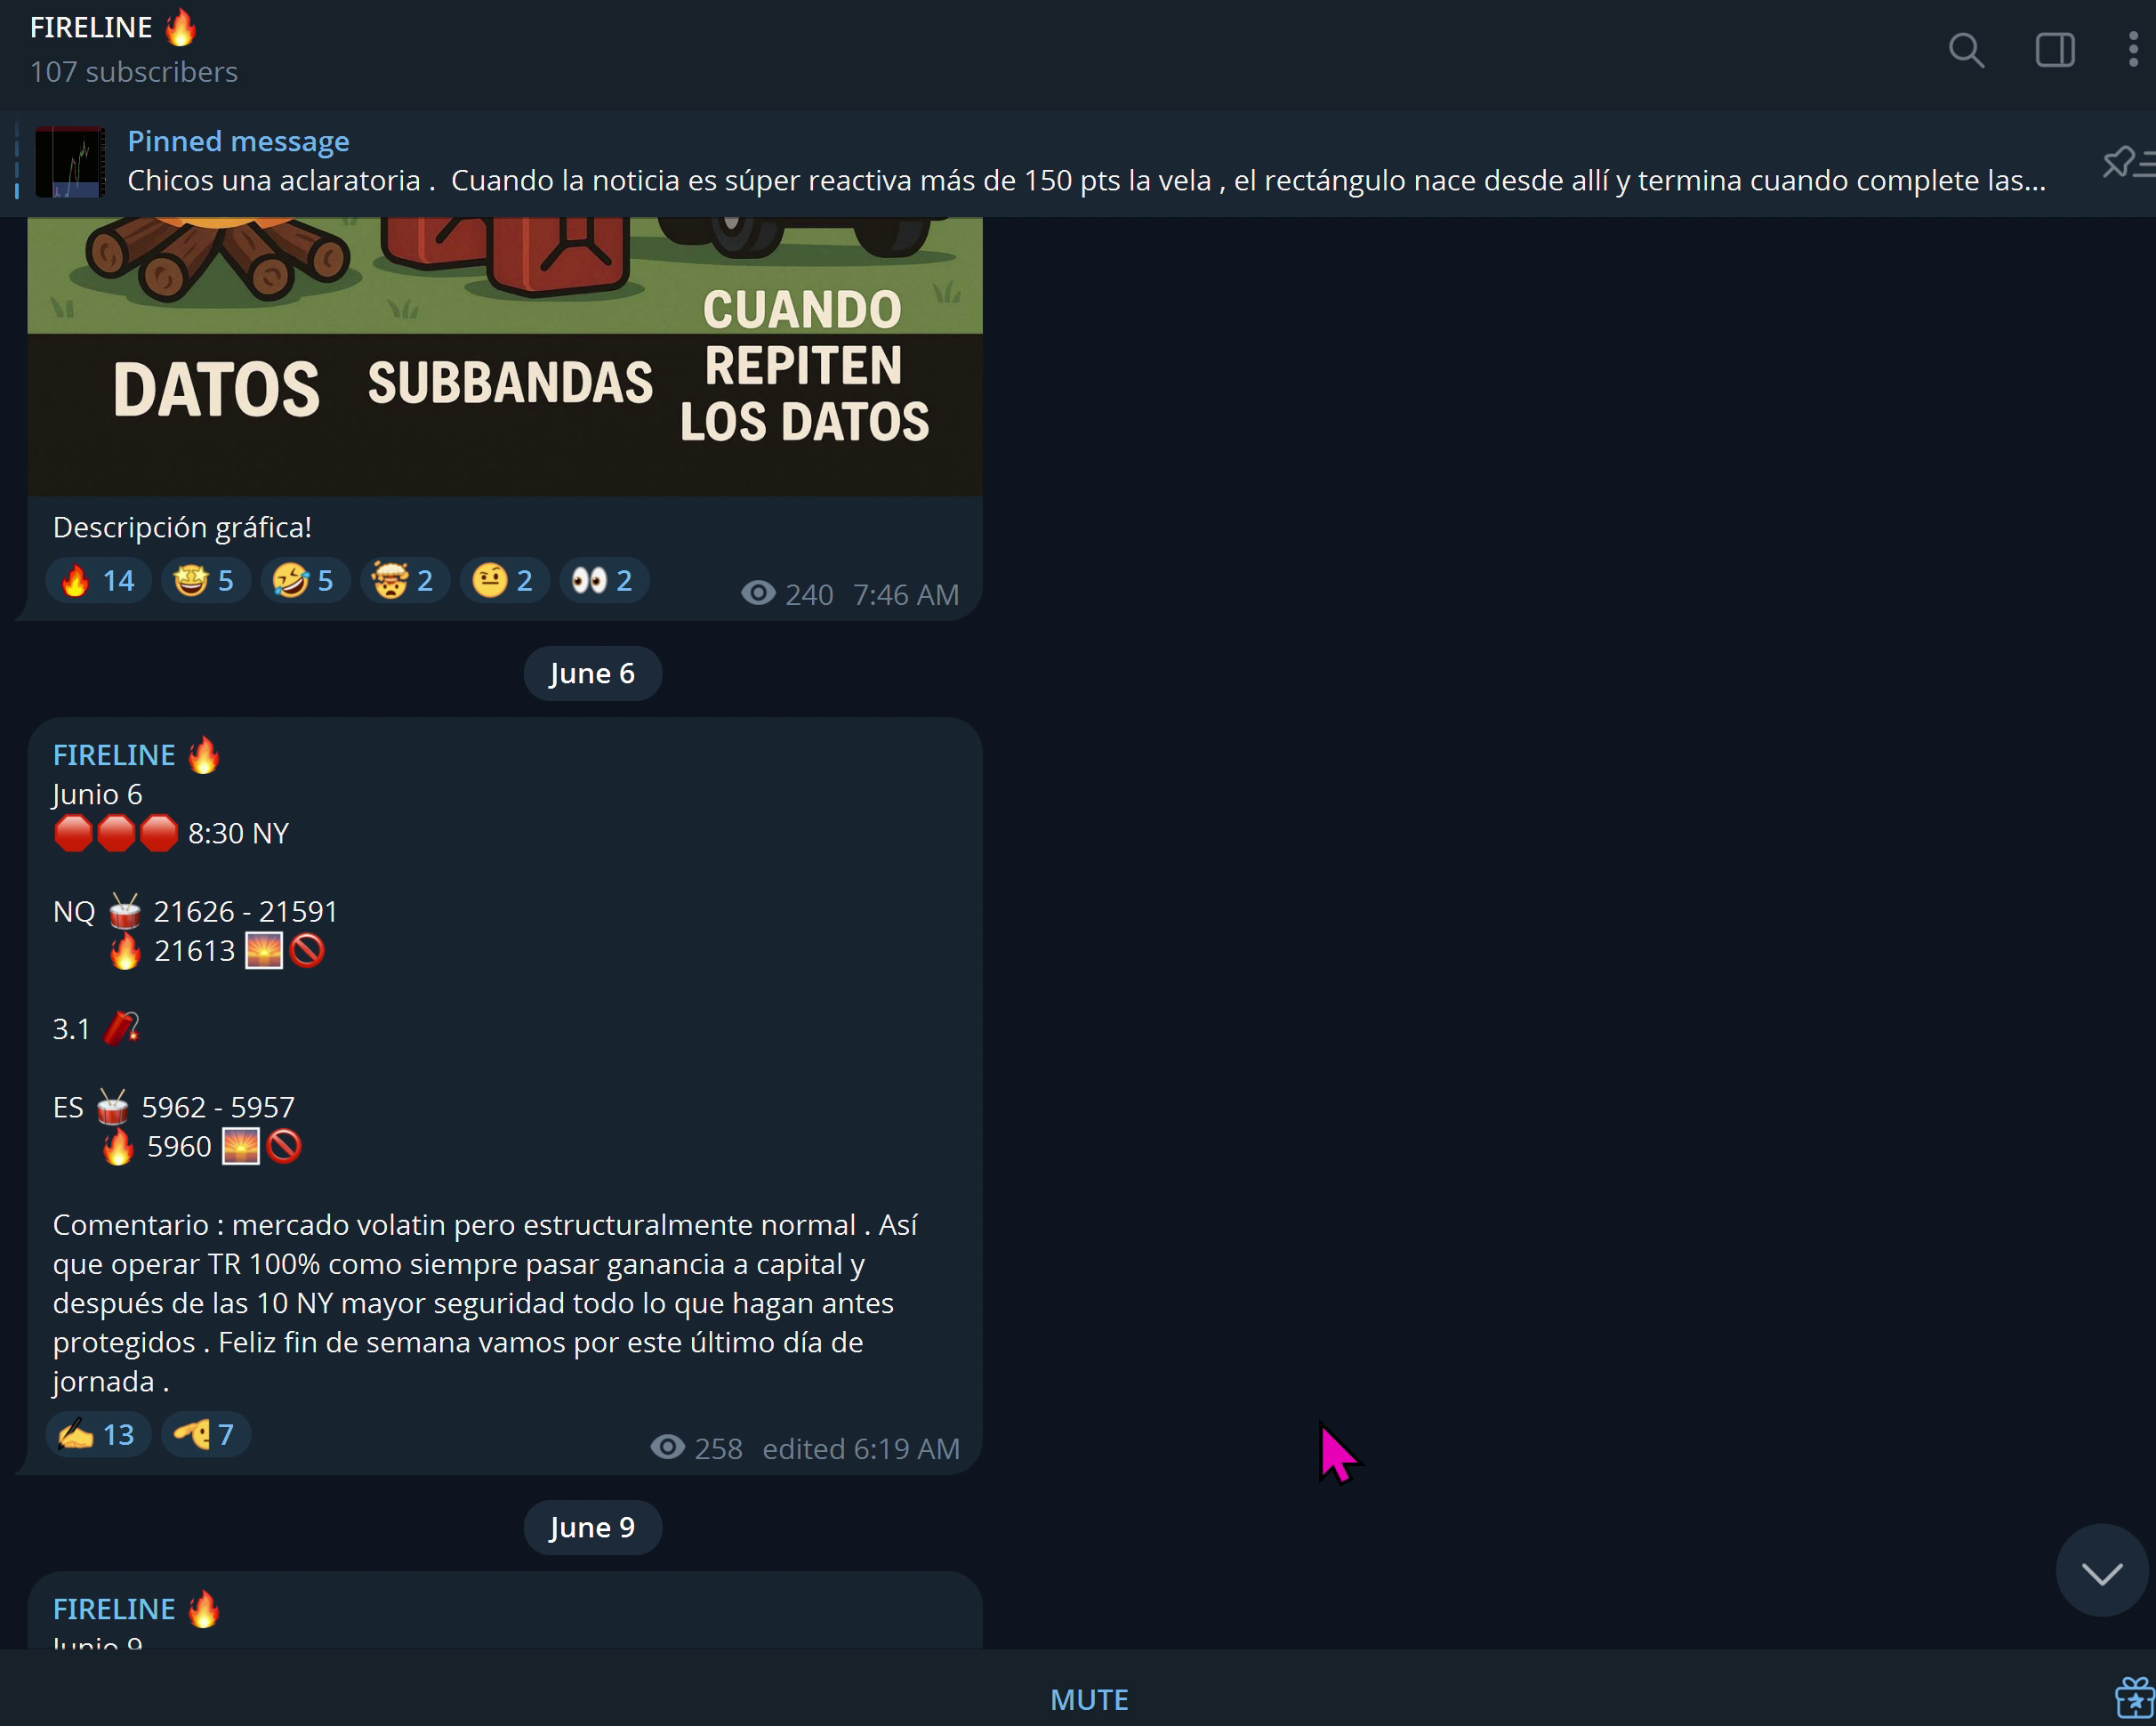 FIRELINE 🔥
107 subscribers
Pinned message
Chicos una aclaratoria .  Cuando la noticia es súper reactiva más de 150 pts la vela , el rectángulo nace desde allí y termina cuando complete las...
DATOS
SUBBANDAS
CUANDO
REPITEN
LOS DATOS
Descripción gráfica!
🔥 14 🤩 5 🤣 5 🤯 2 🤨 2 👀 2
240 7:46 AM
June 6
FIRELINE 🔥
Junio 6
🛑🛑🛑 8:30 NY
NQ 🥁 21626 - 21591
🔥 21613 🌅🚫
3.1 🧨
ES 🥁 5962 - 5957
🔥 5960 🌅🚫
Comentario : mercado volatin pero estructuralmente normal . Así
que operar TR 100% como siempre pasar ganancia a capital y
después de las 10 NY mayor seguridad todo lo que hagan antes
protegidos . Feliz fin de semana vamos por este último día de
jornada .
✍ 13 🫡 7
258 edited 6:19 AM
June 9
FIRELINE 🔥
Junio 9
MUTE